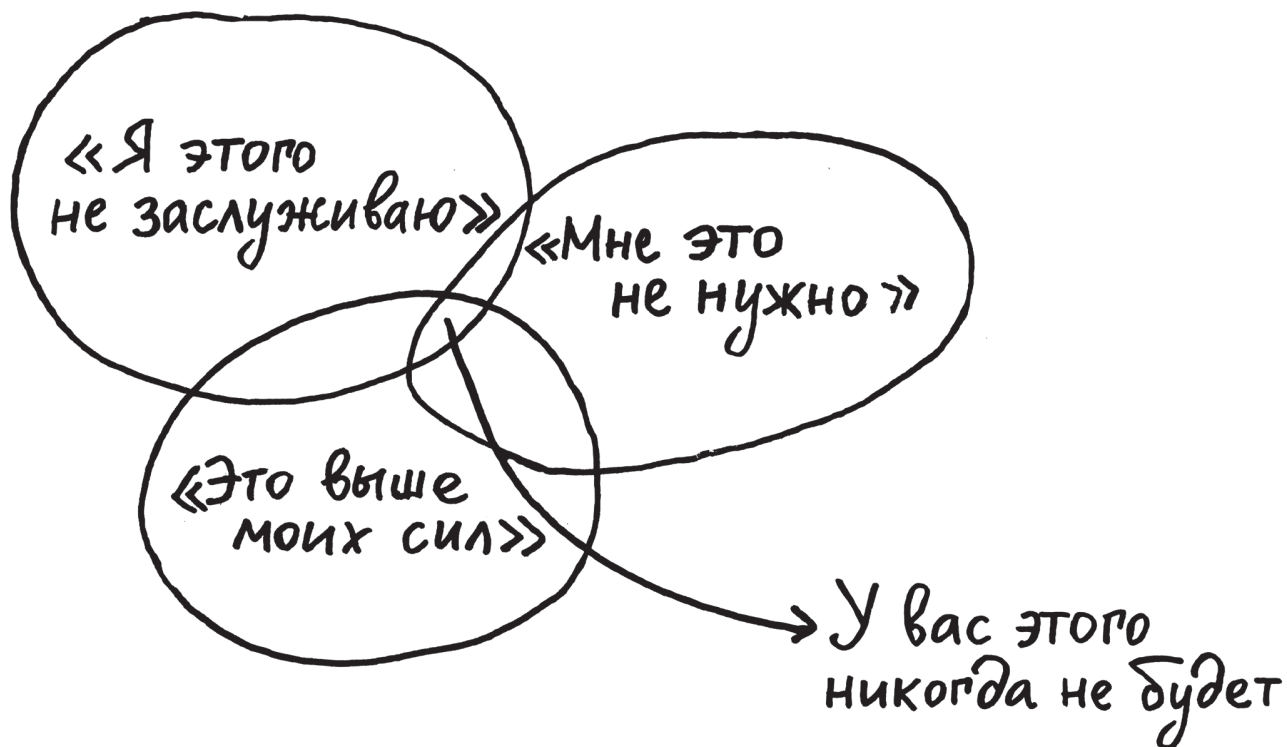 «Я этого
не заслуживаю»
«Мне это
не нужно»
«Это выше
моих сил»
У вас этого
никогда не будет